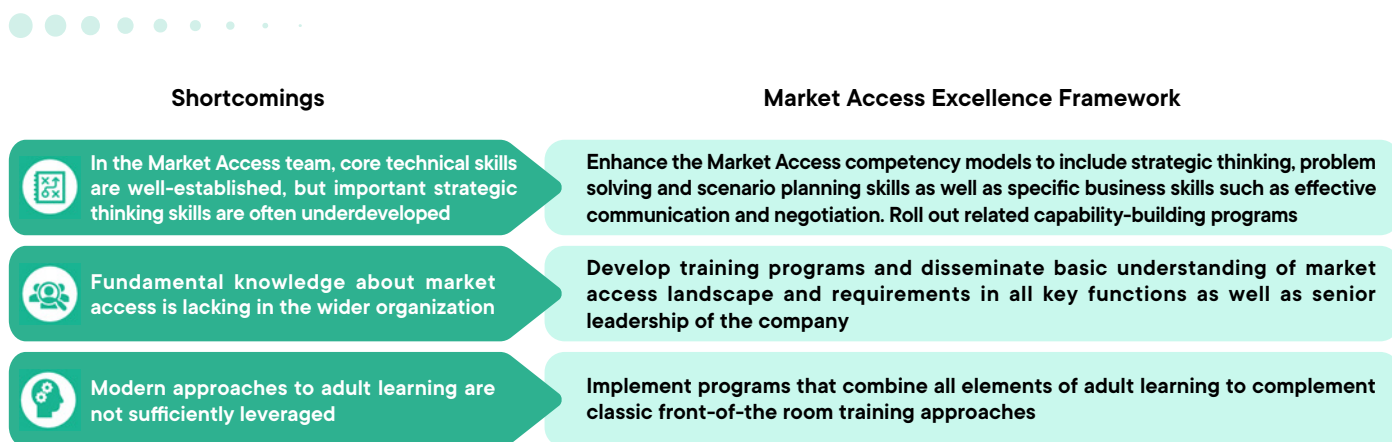 Shortcomings
Market Access Excellence Framework
In the Market Access team, core technical skills
are well-established, but important strategic
thinking skills are often underdeveloped
Enhance the Market Access competency models to include strategic thinking, problem
solving and scenario planning skills as well as specific business skills such as effective
communication and negotiation. Roll out related capability-building programs
Fundamental knowledge about market
access is lacking in the wider organization
Develop training programs and disseminate basic understanding of market
access landscape and requirements in all key functions as well as senior
leadership of the company
Modern approaches to adult learning are
not sufficiently leveraged
Implement programs that combine all elements of adult learning to complement
classic front-of-the room training approaches